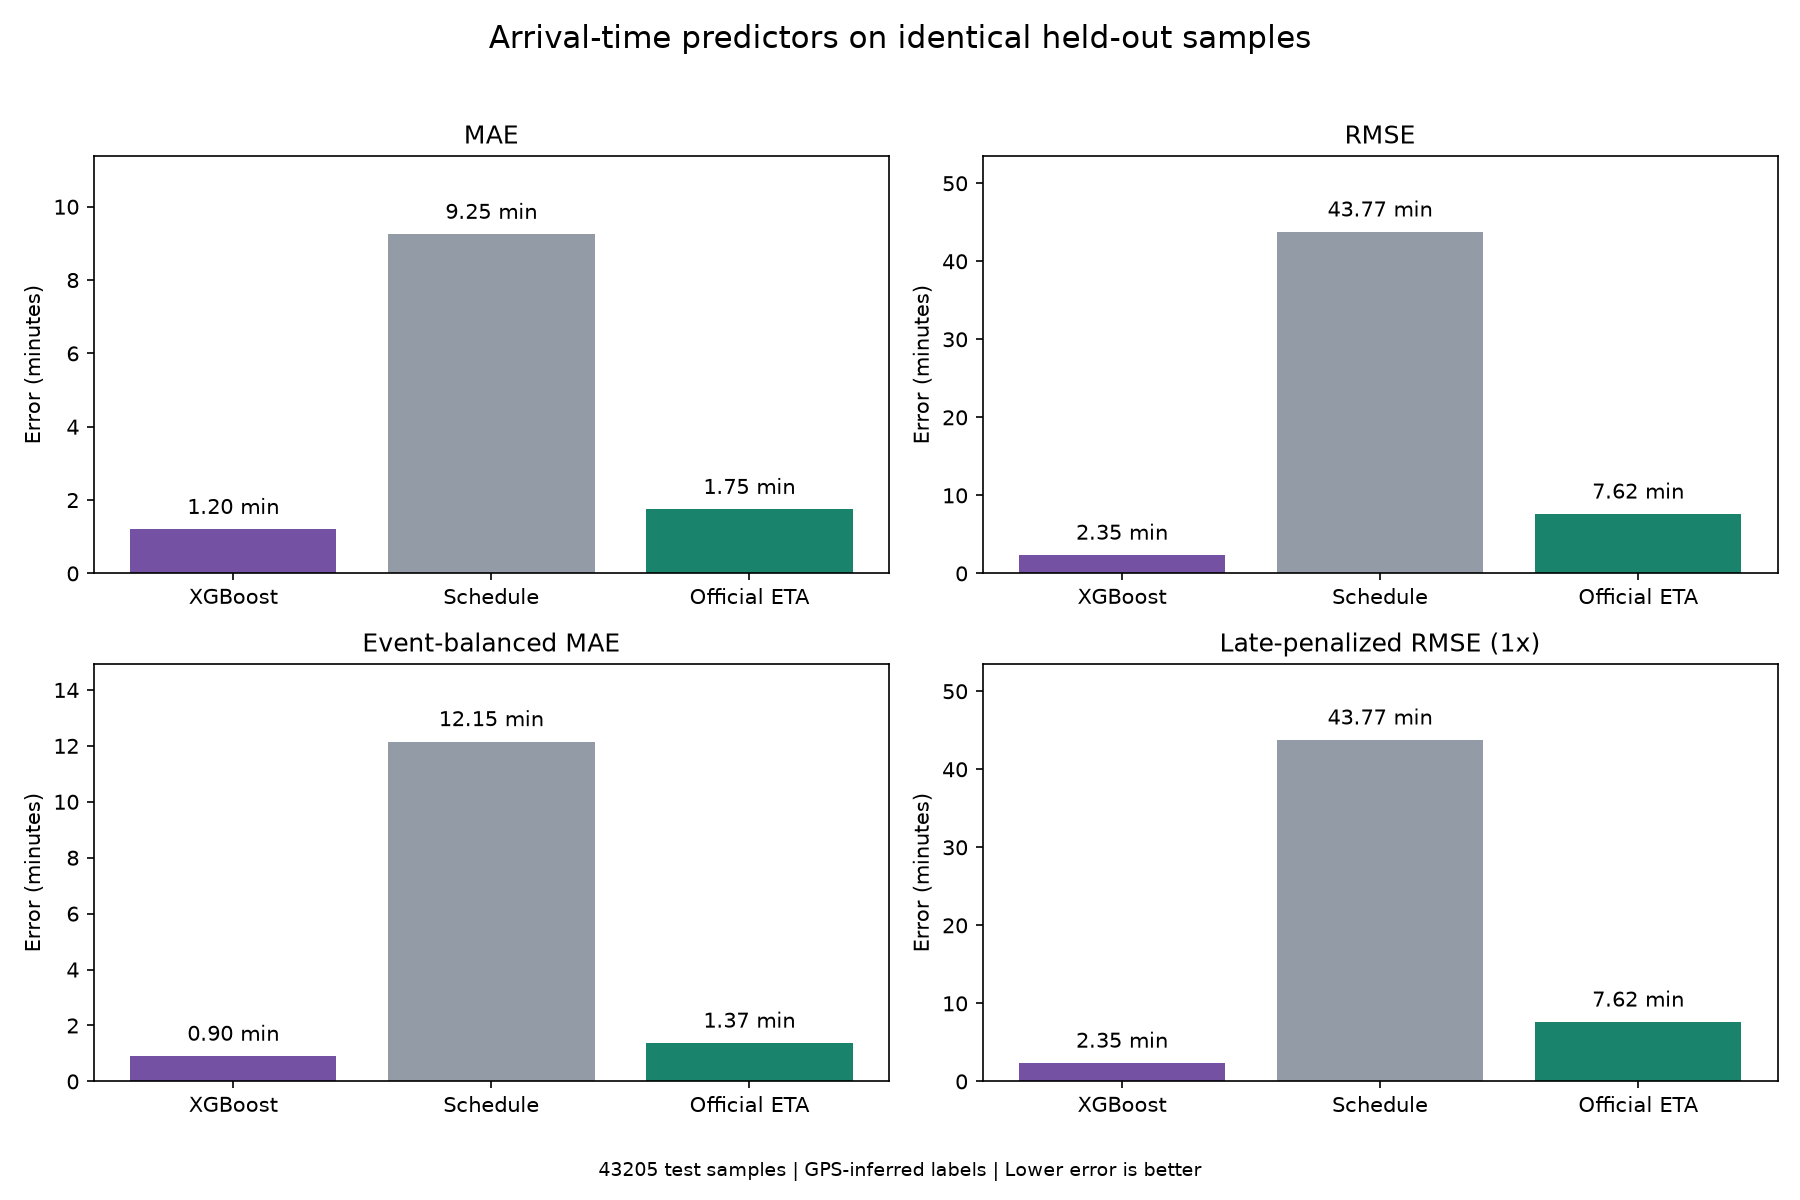 Arrival-time predictors on identical held-out samples
MAE
Error (minutes)
10
8
6
4
2
0
1.20 min
9.25 min
1.75 min
XGBoost
Schedule
Official ETA
RMSE
Error (minutes)
50
40
30
20
10
0
2.35 min
43.77 min
7.62 min
XGBoost
Schedule
Official ETA
Event-balanced MAE
Error (minutes)
14
12
10
8
6
4
2
0
0.90 min
12.15 min
1.37 min
XGBoost
Schedule
Official ETA
Late-penalized RMSE (1x)
Error (minutes)
50
40
30
20
10
0
2.35 min
43.77 min
7.62 min
XGBoost
Schedule
Official ETA
43205 test samples | GPS-inferred labels | Lower error is better